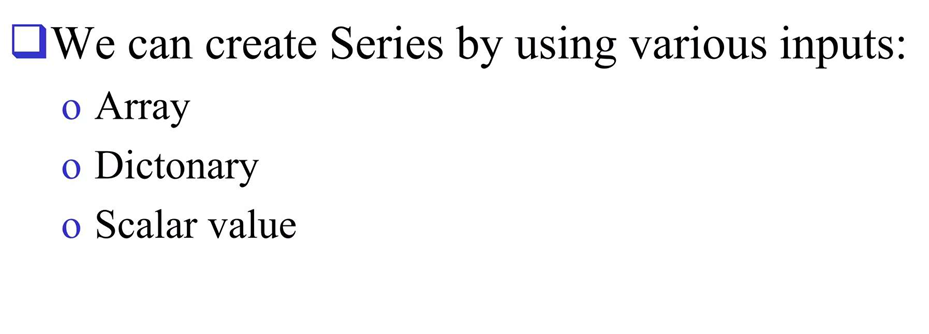 We can create Series by using various inputs:
o Array
o Dictonary
o Scalar value